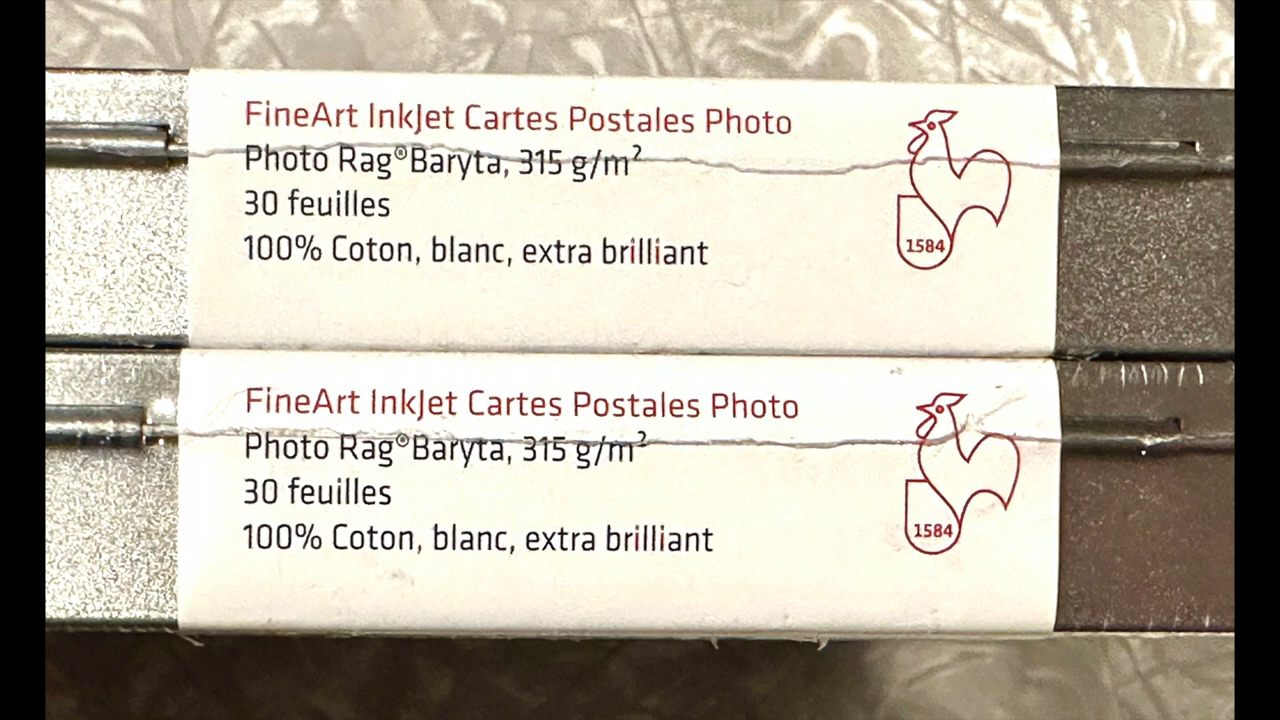 FineArt InkJet Cartes Postales Photo
Photo Rag®Baryta, 315 g/m²
30 feuilles
100% Coton, blanc, extra brilliant
1584
FineArt InkJet Cartes Postales Photo
Photo Rag®Baryta, 315 g/m²
30 feuilles
100% Coton, blanc, extra brilliant
1584